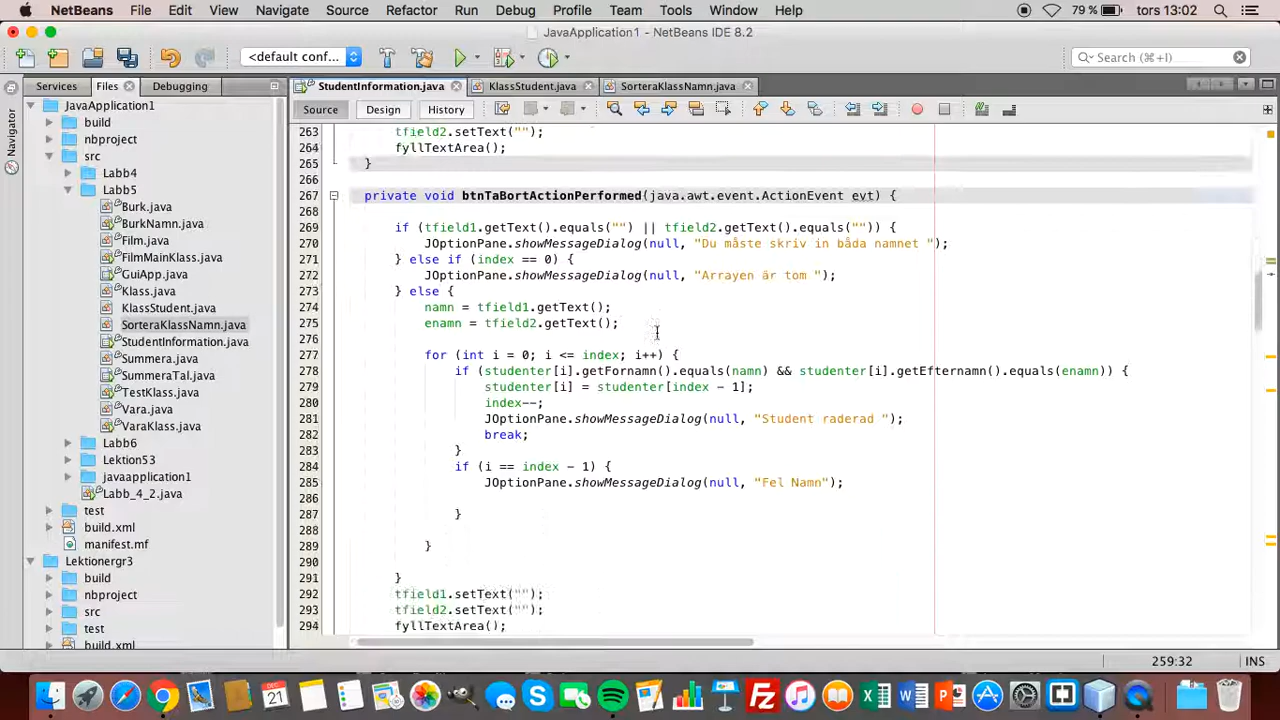 NetBeans File Edit View Navigate Source Refactor Run Debug Profile Team Tools Window Help 79 % tors 13:02
JavaApplication1 - NetBeans IDE 8.2
<default conf... Search (⌘+I)
Services Files Debugging StudentInformation.java KlassStudent.java SorteraKlassNamn.java
Source Design History
Navigator
JavaApplication1
build
nbproject
src
Labb4
Labb5
Burk.java
BurkNamn.java
Film.java
FilmMainKlass.java
GuiApp.java
Klass.java
KlassStudent.java
SorteraKlassNamn.java
StudentInformation.java
Summera.java
SummeraTal.java
TestKlass.java
Vara.java
VaraKlass.java
Labb6
Lektion53
javaapplication1
Labb_4_2.java
test
build.xml
manifest.mf
Lektionergr3
build
nbproject
src
test
build.xml
263 tfield2.setText("");
264 fyllTextArea();
265 }
266
267 private void btnTaBortActionPerformed(java.awt.event.ActionEvent evt) {
268
269 if (tfield1.getText().equals("") || tfield2.getText().equals("")) {
270 JOptionPane.showMessageDialog(null, "Du måste skriv in båda namnet ");
271 } else if (index == 0) {
272 JOptionPane.showMessageDialog(null, "Arrayen är tom ");
273 } else {
274 namn = tfield1.getText();
275 enamn = tfield2.getText();
276
277 for (int i = 0; i <= index; i++) {
278 if (studenter[i].getFornamn().equals(namn) && studenter[i].getEfternamn().equals(enamn)) {
279 studenter[i] = studenter[index - 1];
280 index--;
281 JOptionPane.showMessageDialog(null, "Student raderad ");
282 break;
283 }
284 if (i == index - 1) {
285 JOptionPane.showMessageDialog(null, "Fel Namn");
286
287 }
288
289 }
290
291 }
292 tfield1.setText("");
293 tfield2.setText("");
294 fyllTextArea();
259:32 INS
DEC
21